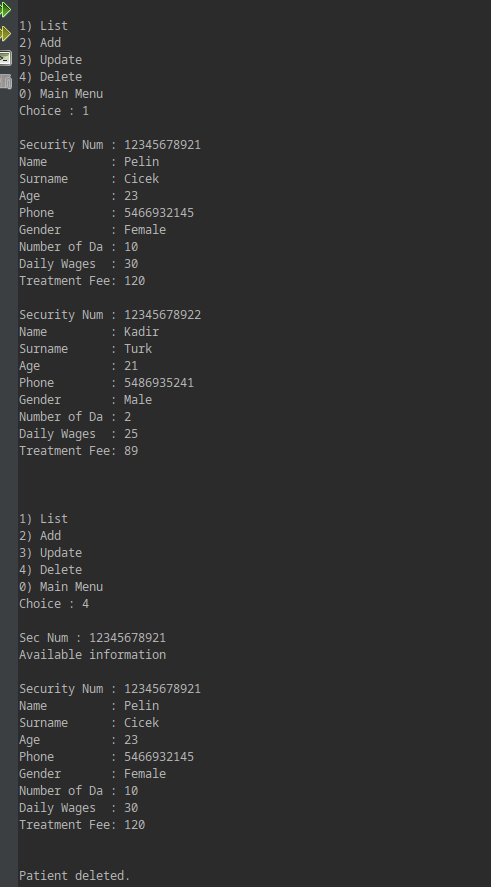 1) List
2) Add
3) Update
4) Delete
0) Main Menu
Choice : 1
Security Num : 12345678921
Name : Pelin
Surname : Cicek
Age : 23
Phone : 5466932145
Gender : Female
Number of Da : 10
Daily Wages : 30
Treatment Fee: 120
Security Num : 12345678922
Name : Kadir
Surname : Turk
Age : 21
Phone : 5486935241
Gender : Male
Number of Da : 2
Daily Wages : 25
Treatment Fee: 89
1) List
2) Add
3) Update
4) Delete
0) Main Menu
Choice : 4
Sec Num : 12345678921
Available information
Security Num : 12345678921
Name : Pelin
Surname : Cicek
Age : 23
Phone : 5466932145
Gender : Female
Number of Da : 10
Daily Wages : 30
Treatment Fee: 120
Patient deleted.